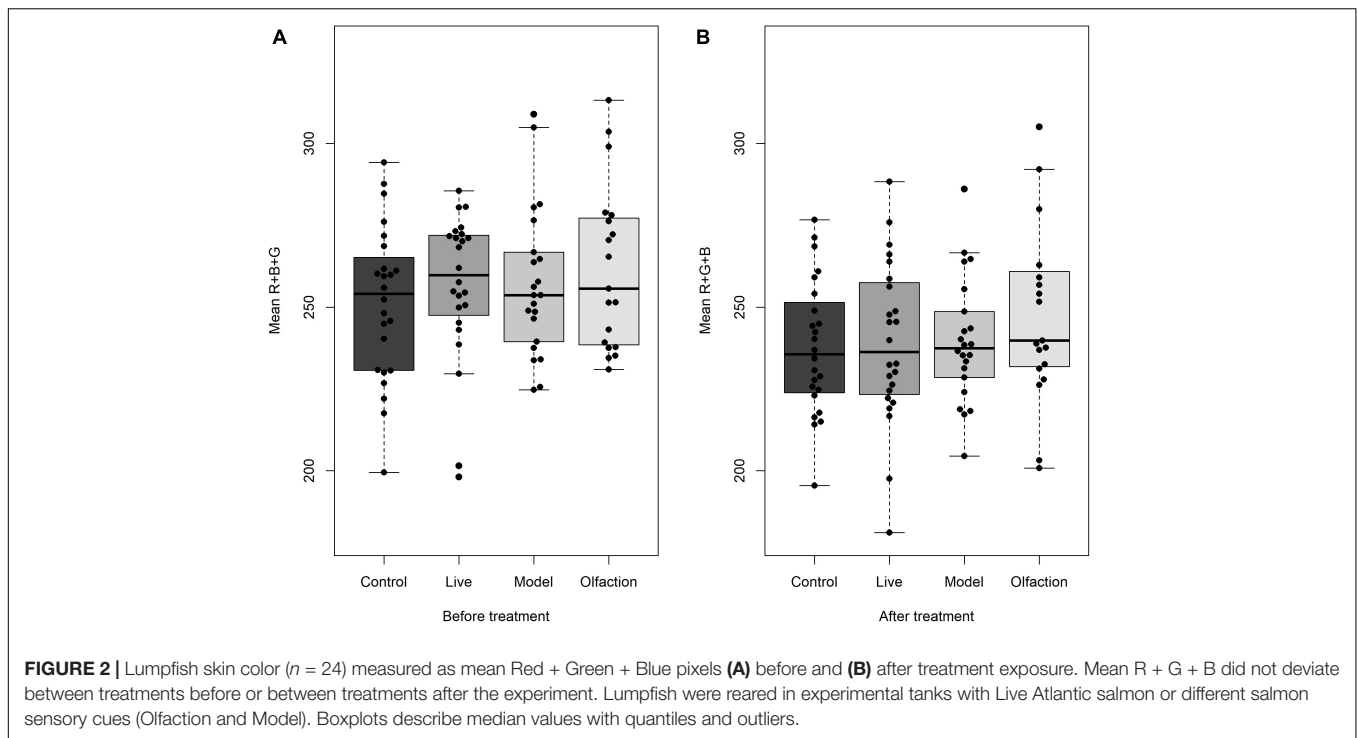 A
Mean R+B+G
300
250
200
Control Live Model Olfaction
Before treatment
B
Mean R+G+B
300
250
200
Control Live Model Olfaction
After treatment
FIGURE 2 | Lumpfish skin color (n = 24) measured as mean Red + Green + Blue pixels (A) before and (B) after treatment exposure. Mean R + G + B did not deviate
between treatments before or between treatments after the experiment. Lumpfish were reared in experimental tanks with Live Atlantic salmon or different salmon
sensory cues (Olfaction and Model). Boxplots describe median values with quantiles and outliers.